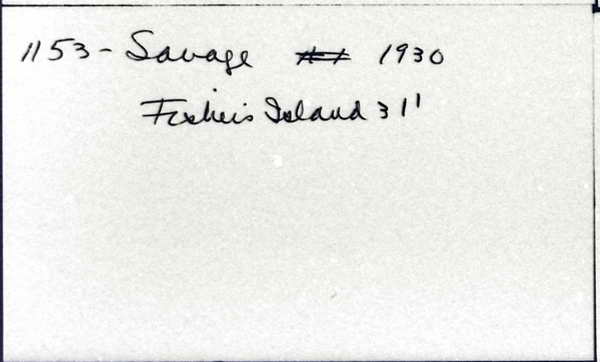 1153 - Savage 1930
Fishers Island 31'